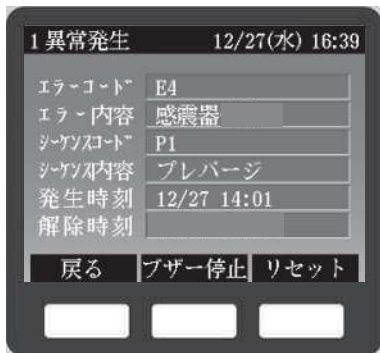 1 異常発生 12/27(水) 16:39
エラーコード E4
エラー内容 感震器
シーケンスコード P1
シーケンス内容 プレパージ
発生時刻 12/27 14:01
解除時刻
戻る ブザー停止 リセット